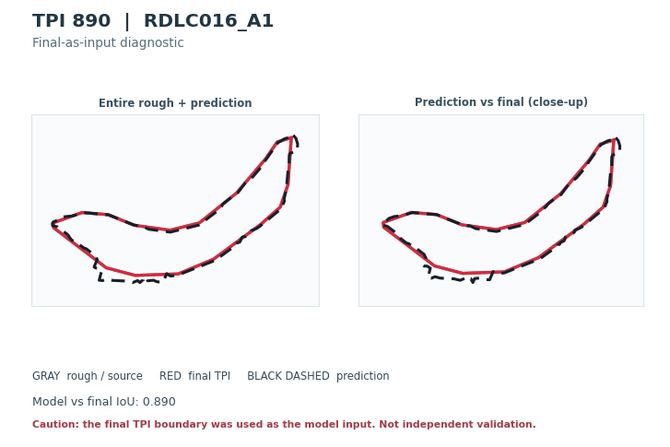 TPI 890 | RDLC016_A1
Final-as-input diagnostic
Entire rough + prediction
Prediction vs final (close-up)
GRAY rough / source RED final TPI BLACK DASHED prediction
Model vs final IoU: 0.890
Caution: the final TPI boundary was used as the model input. Not independent validation.